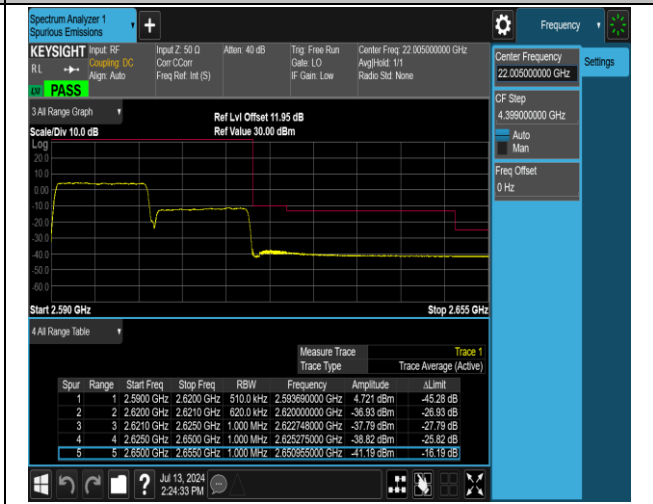 Spectrum Analyzer 1
Spurious Emissions
+
Frequency
KEYSIGHT
RL
Input: RF
Coupling: DC
Align: Auto
Input Z: 50 Ω
Corr CCorr
Freq Ref: Int (S)
Atten: 40 dB
Trig: Free Run
Gate: LO
IF Gain: Low
Center Freq: 22.005000000 GHz
Avg|Hold: 1/1
Radio Std: None
PASS
Center Frequency
22.005000000 GHz
Settings
CF Step
4.399000000 GHz
Auto
Man
Freq Offset
0 Hz
3 All Range Graph
Scale/Div 10.0 dB
Ref Lvl Offset 11.95 dB
Ref Value 30.00 dBm
Log
20.0
10.0
0.00
-10.0
-20.0
-30.0
-40.0
-50.0
-60.0
Start 2.590 GHz
Stop 2.655 GHz
4 All Range Table
Measure Trace Trace 1
Trace Type Trace Average (Active)
Spur Range Start Freq Stop Freq RBW Frequency Amplitude ΔLimit
1 1 2.5900 GHz 2.6200 GHz 510.0 kHz 2.593690000 GHz 4.721 dBm -45.28 dB
2 2 2.6200 GHz 2.6210 GHz 620.0 kHz 2.620000000 GHz -36.93 dBm -26.93 dB
3 3 2.6210 GHz 2.6250 GHz 1.000 MHz 2.622748000 GHz -37.79 dBm -27.79 dB
4 4 2.6250 GHz 2.6500 GHz 1.000 MHz 2.625275000 GHz -38.82 dBm -25.82 dB
5 5 2.6500 GHz 2.6550 GHz 1.000 MHz 2.650955000 GHz -41.19 dBm -16.19 dB
?
Jul 13, 2024
2:24:33 PM